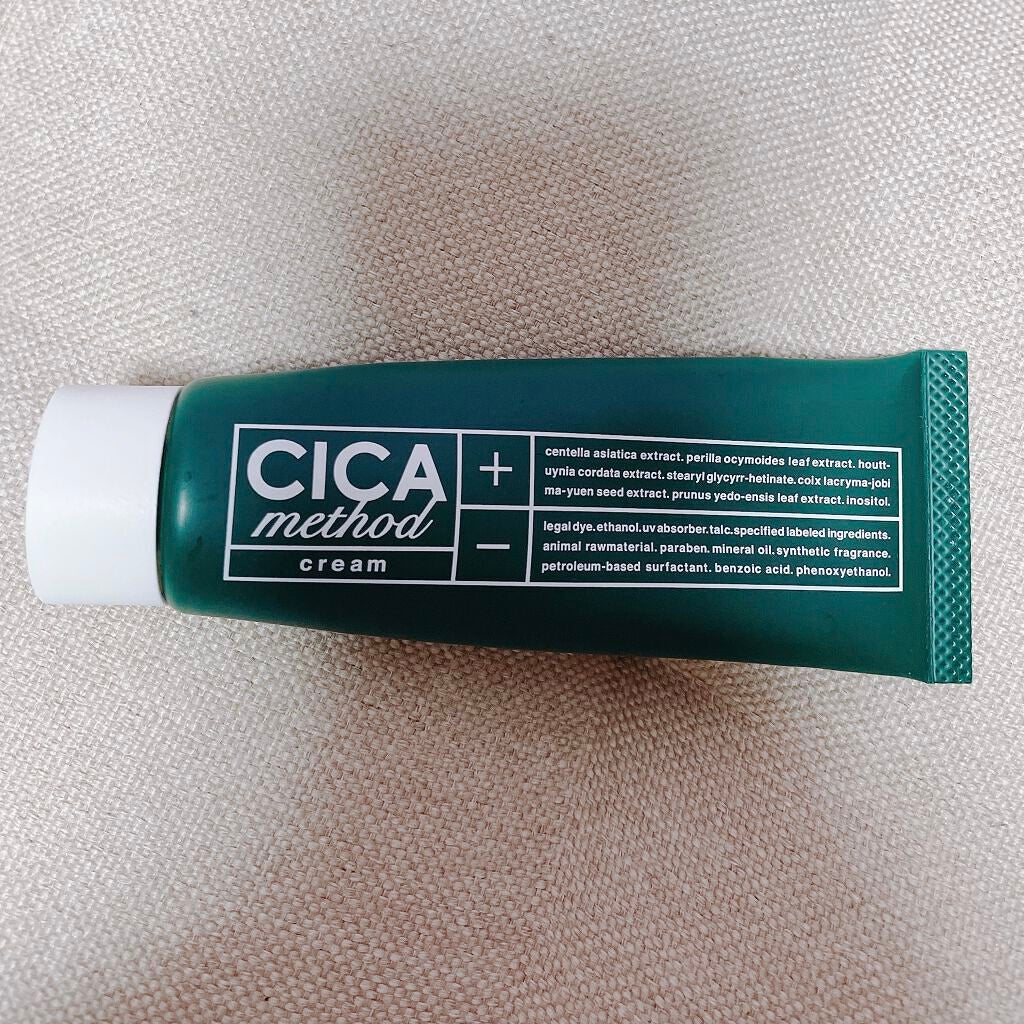 CICA
method
cream
+
centella asiatica extract. perilla ocymoides leaf extract. houtt-
uynia cordata extract. stearyl glycyrr-hetinate. coix lacryma-jobi
ma-yuen seed extract. prunus yedo-ensis leaf extract. inositol.
−
legal dye. ethanol. uv absorber. talc. specified labeled ingredients.
animal rawmaterial. paraben. mineral oil. synthetic fragrance.
petroleum-based surfactant. benzoic acid. phenoxyethanol.